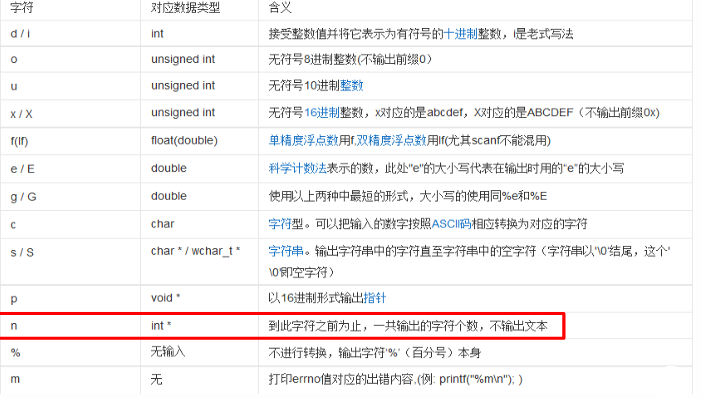 字符 对应数据类型 含义
d / i int 接受整数值并将它表示为有符号的十进制整数，i是老式写法
o unsigned int 无符号8进制整数(不输出前缀0）
u unsigned int 无符号10进制整数
x / X unsigned int 无符号16进制整数，x对应的是abcdef，X对应的是ABCDEF（不输出前缀0x)
f(lf) float(double) 单精度浮点数用f,双精度浮点数用lf(尤其scanf不能混用)
e / E double 科学计数法表示的数，此处"e"的大小写代表在输出时用的“e”的大小写
g / G double 使用以上两种中最短的形式，大小写的使用同%e和%E
c char 字符型。可以把输入的数字按照ASCII码相应转换为对应的字符
s / S char * / wchar_t * 字符串。输出字符串中的字符直至字符串中的空字符（字符串以'\0‘结尾，这个'
\0'即空字符）
p void * 以16进制形式输出指针
n int * 到此字符之前为止，一共输出的字符个数，不输出文本
% 无输入 不进行转换，输出字符‘%’（百分号）本身
m 无 打印errno值对应的出错内容,(例: printf("%m\n"); )